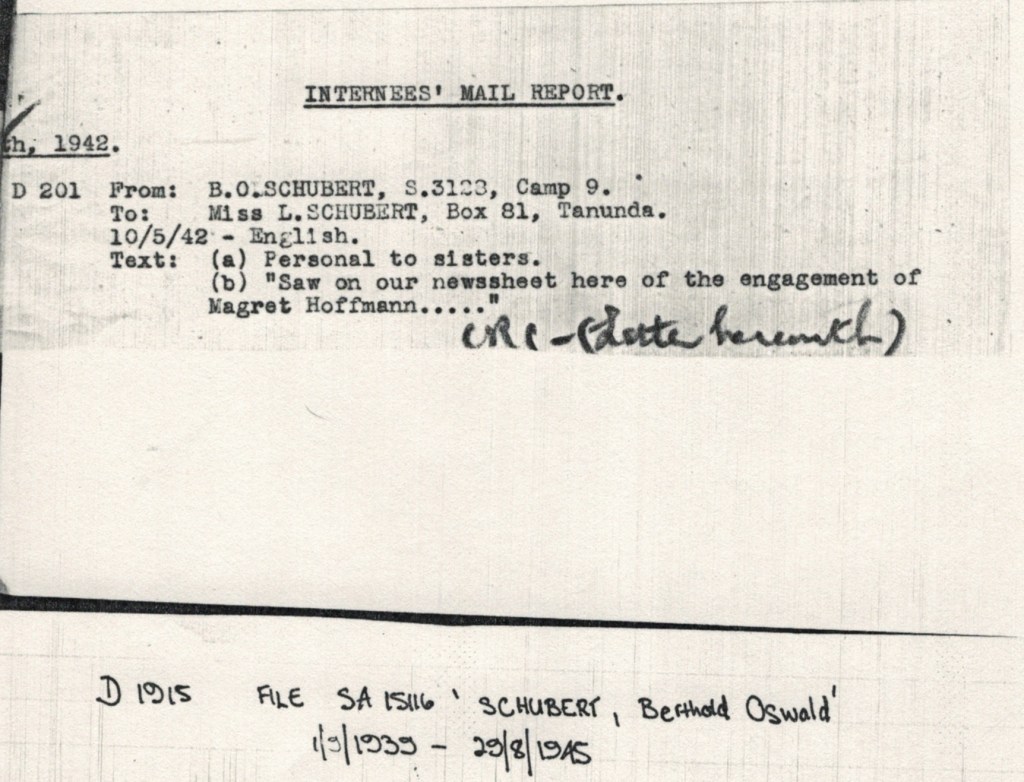 INTERNEES' MAIL REPORT.
th, 1942.
D 201 From: B.O.SCHUBERT, S.3123, Camp 9.
To: Miss L.SCHUBERT, Box 81, Tanunda.
10/5/42 - English.
Text: (a) Personal to sisters.
(b) "Saw on our newssheet here of the engagement of
Magret Hoffmann....."
- (Letter herewith)
D 1915 FILE SA 15116 ' SCHUBERT, Berthold Oswald'
1/9/1939 - 29/8/1945